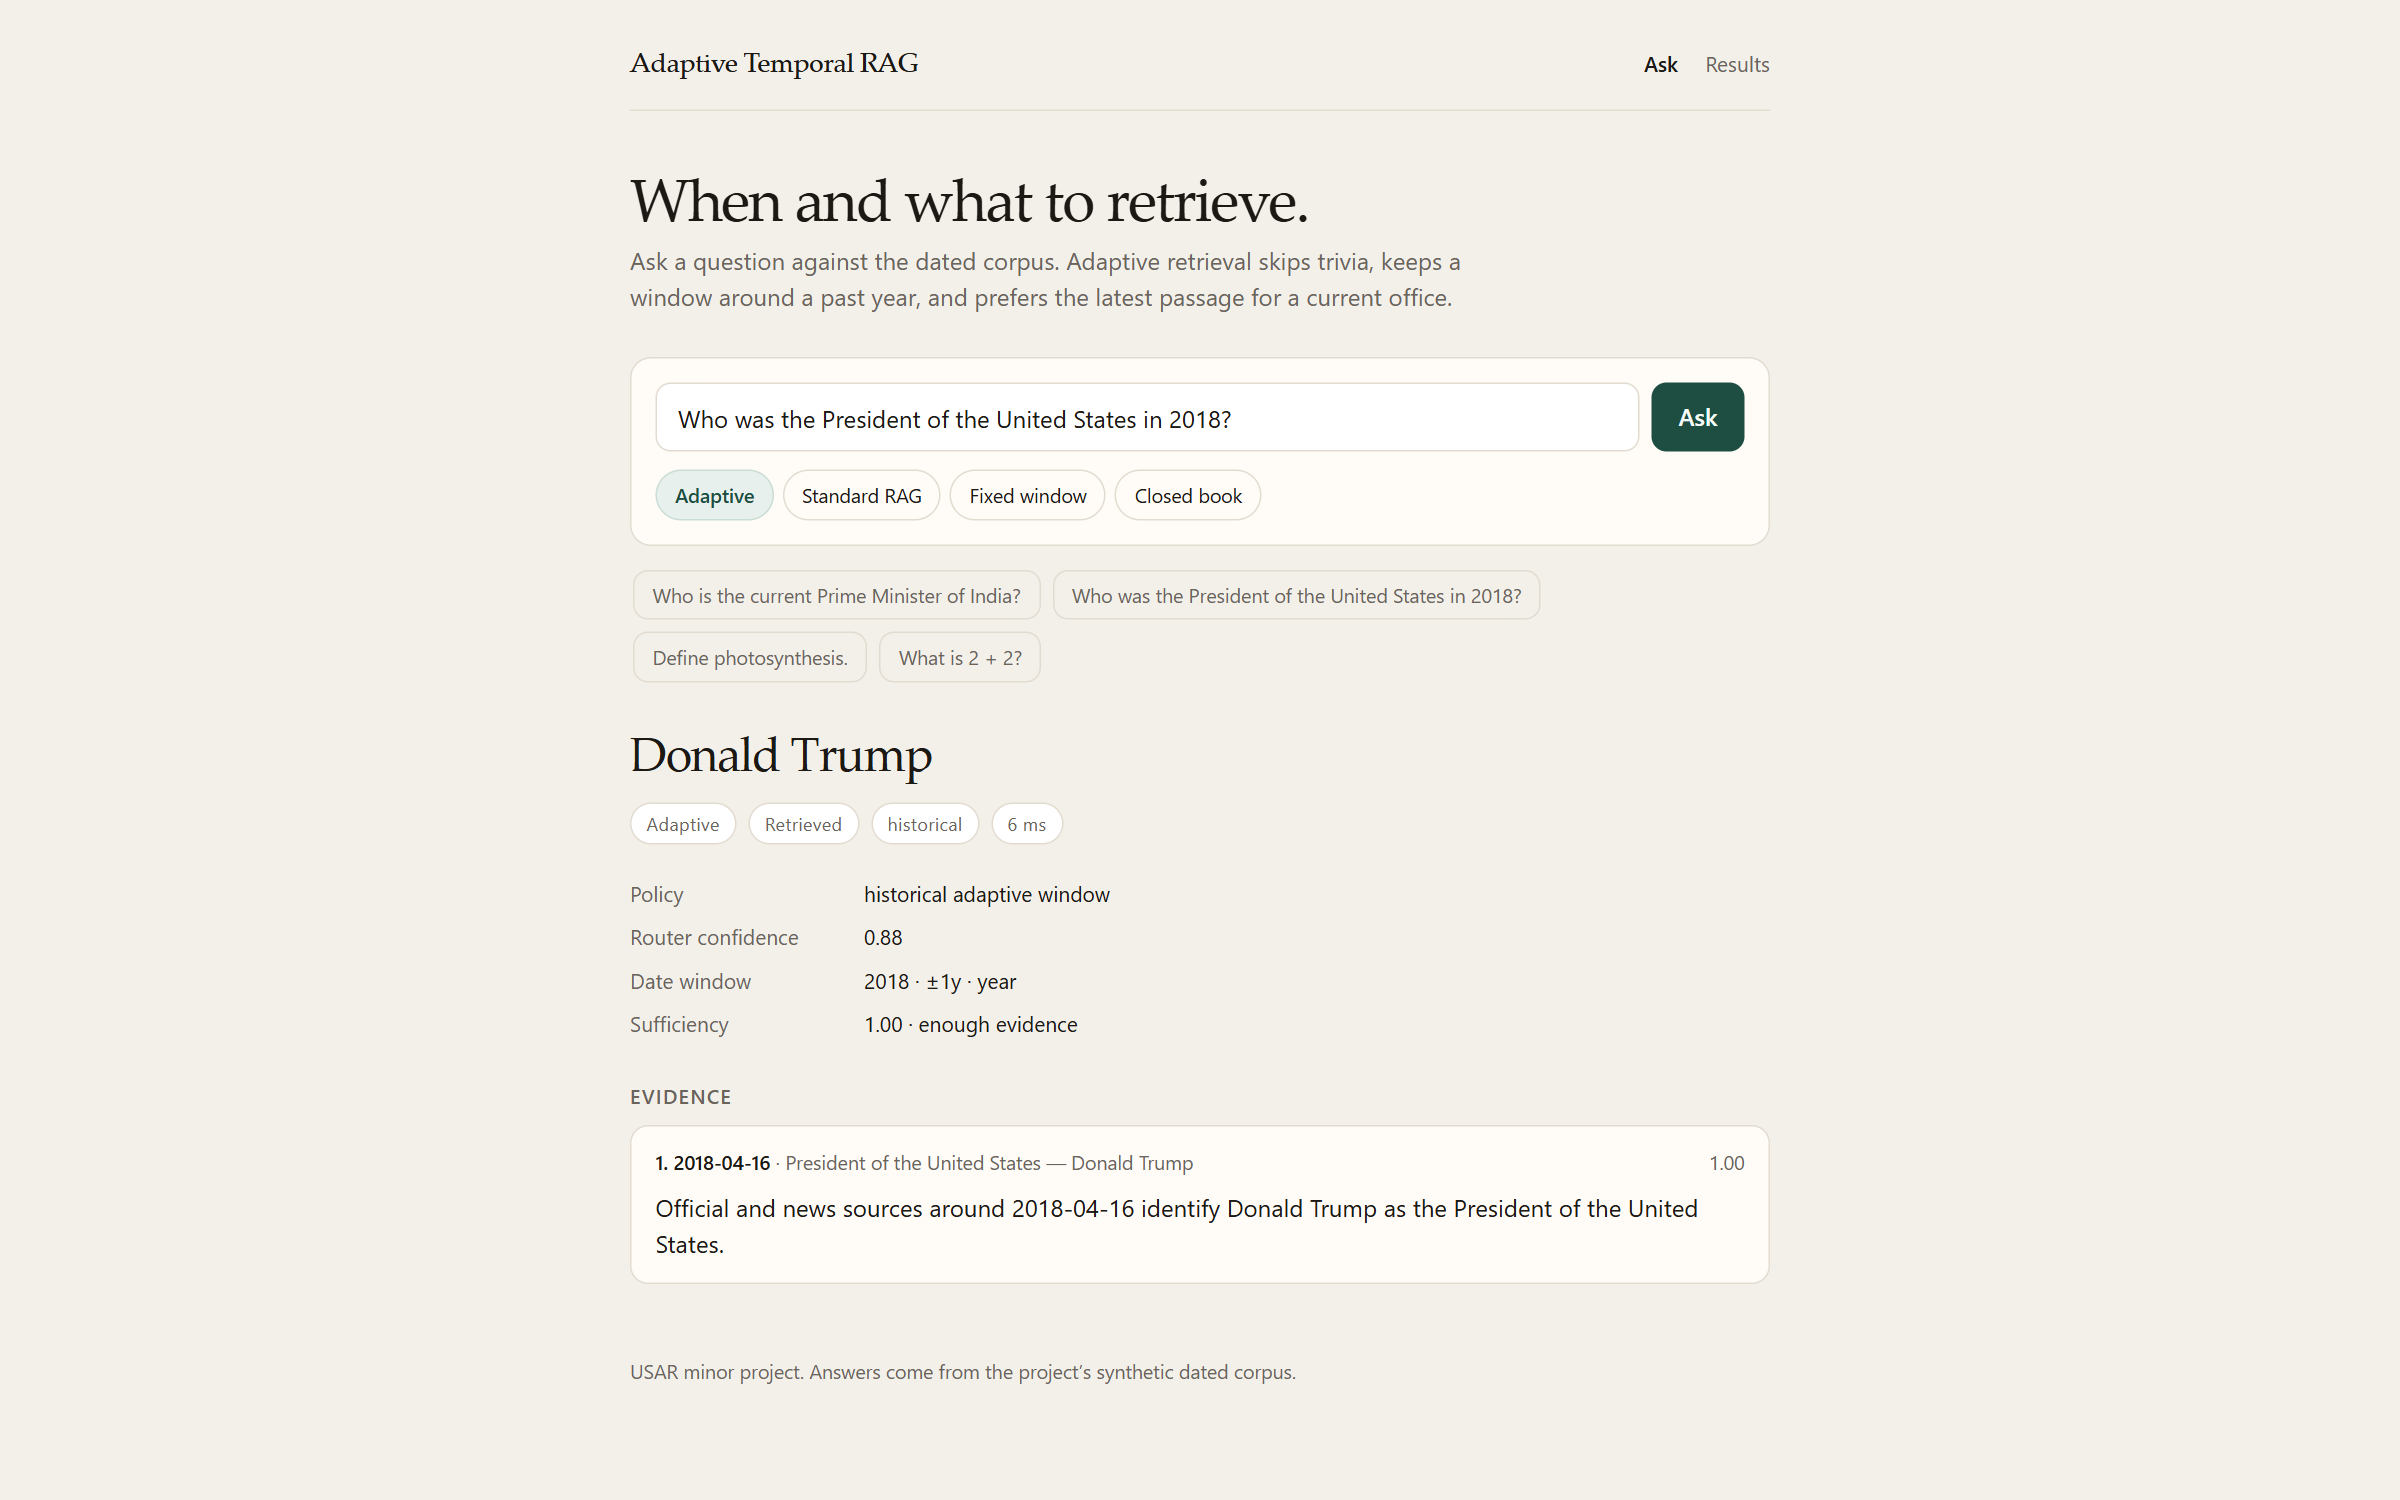 Adaptive Temporal RAG
Ask Results
When and what to retrieve.
Ask a question against the dated corpus. Adaptive retrieval skips trivia, keeps a
window around a past year, and prefers the latest passage for a current office.
Who was the President of the United States in 2018? Ask
Adaptive Standard RAG Fixed window Closed book
Who is the current Prime Minister of India? Who was the President of the United States in 2018?
Define photosynthesis. What is 2 + 2?
Donald Trump
Adaptive Retrieved historical 6 ms
Policy historical adaptive window
Router confidence 0.88
Date window 2018 · ±1y · year
Sufficiency 1.00 · enough evidence
EVIDENCE
1. 2018-04-16 · President of the United States — Donald Trump 1.00
Official and news sources around 2018-04-16 identify Donald Trump as the President of the United
States.
USAR minor project. Answers come from the project’s synthetic dated corpus.